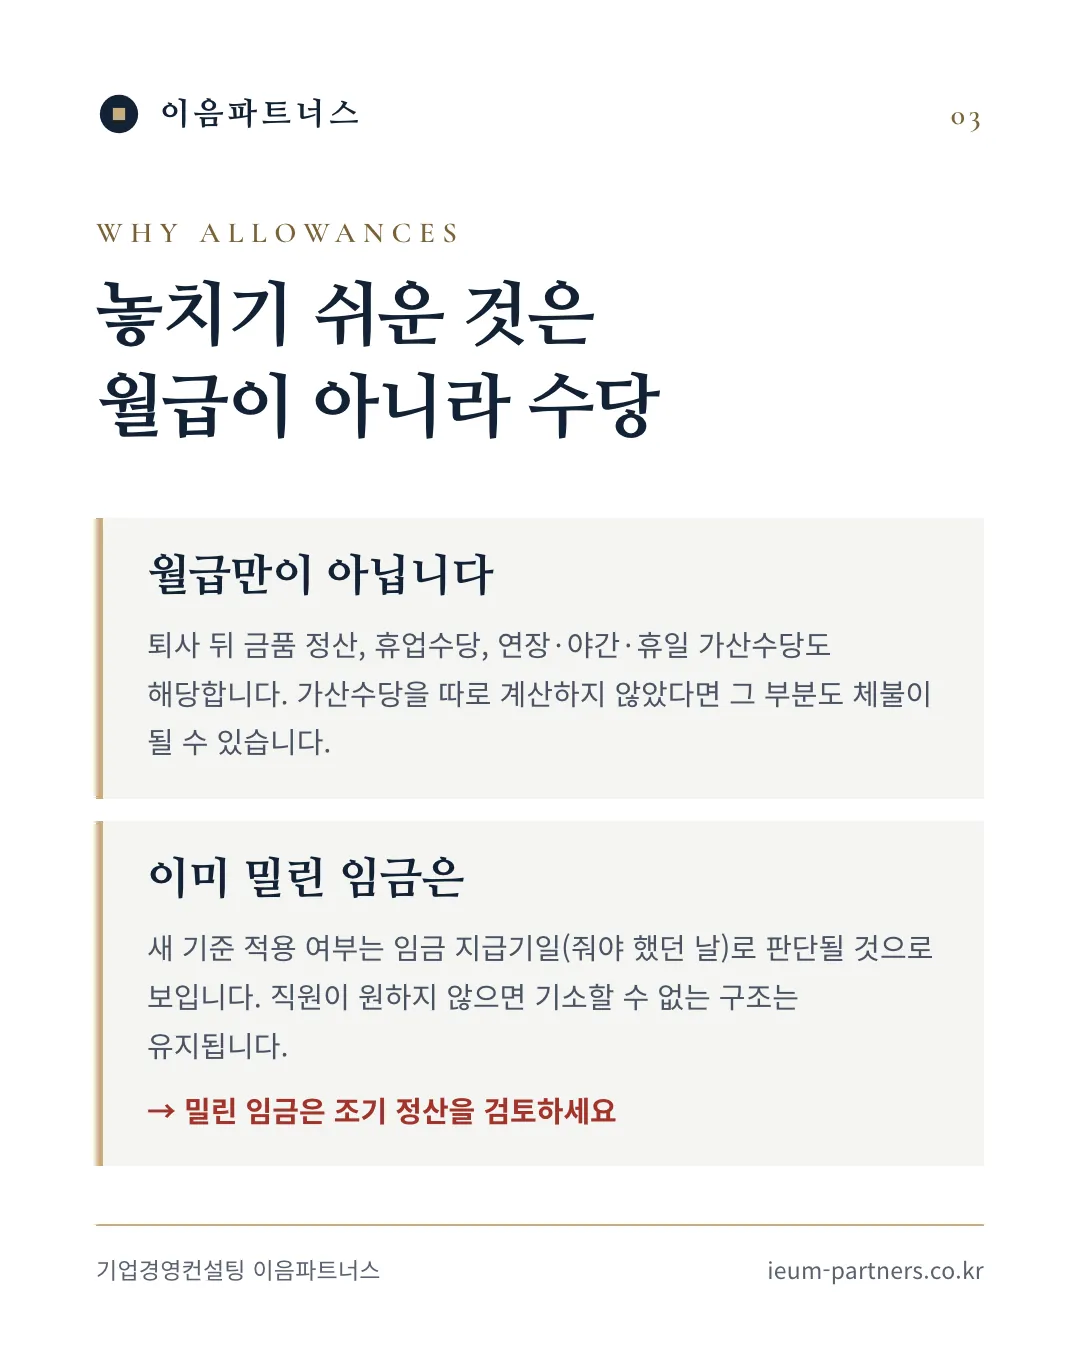 이음파트너스
03
WHY ALLOWANCES
놓치기 쉬운 것은
월급이 아니라 수당
월급만이 아닙니다
퇴사 뒤 금품 정산, 휴업수당, 연장·야간·휴일 가산수당도
해당합니다. 가산수당을 따로 계산하지 않았다면 그 부분도 체불이
될 수 있습니다.
이미 밀린 임금은
새 기준 적용 여부는 임금 지급기일(줘야 했던 날)로 판단될 것으로
보입니다. 직원이 원하지 않으면 기소할 수 없는 구조는
유지됩니다.
→ 밀린 임금은 조기 정산을 검토하세요
기업경영컨설팅 이음파트너스
ieum-partners.co.kr